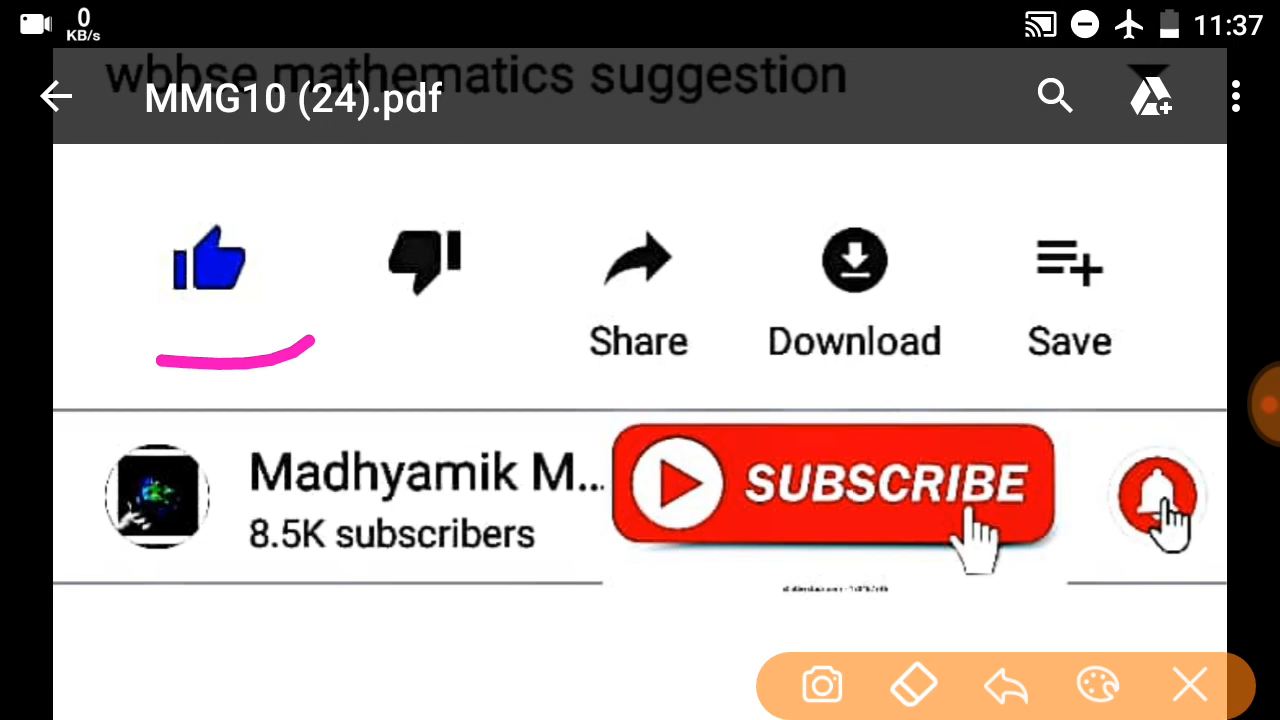 0
KB/s
11:37
wbbse mathematics suggestion
MMG10 (24).pdf
Share
Download
Save
Madhyamik M...
8.5K subscribers
SUBSCRIBE